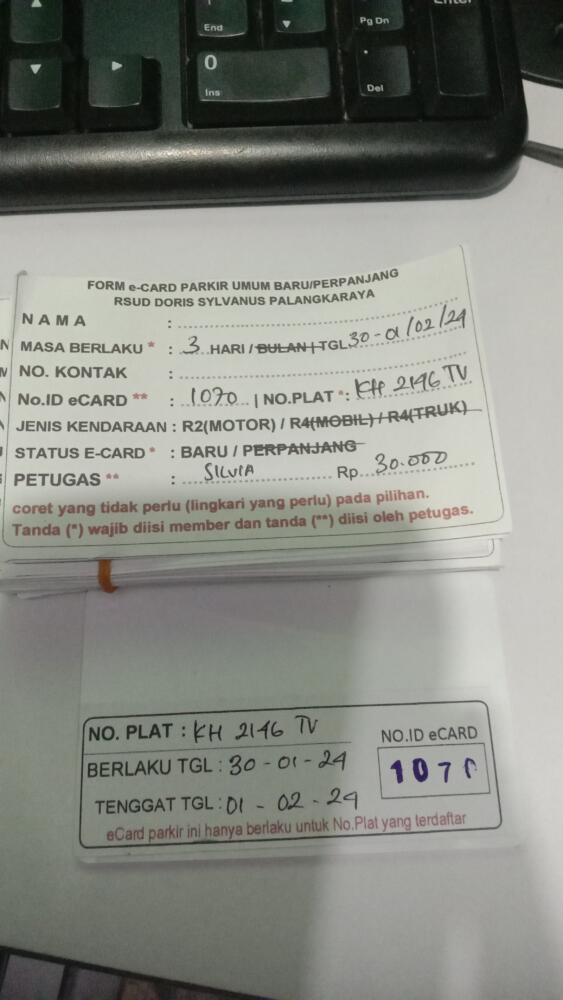 Enter
End
Pg Dn
0
Ins
.
Del
FORM e-CARD PARKIR UMUM BARU/PERPANJANG
RSUD DORIS SYLVANUS PALANGKARAYA
NAMA :
MASA BERLAKU * : 3 HARI / BULAN | TGL 30-01/02/24
NO. KONTAK :
No.ID eCARD ** : 1070 | NO.PLAT *: KH 2146 TV
JENIS KENDARAAN : R2(MOTOR) / R4(MOBIL) / R4(TRUK)
STATUS E-CARD * : BARU / PERPANJANG
PETUGAS ** : SILVIA Rp. 30.000
coret yang tidak perlu (lingkari yang perlu) pada pilihan.
Tanda (*) wajib diisi member dan tanda (**) diisi oleh petugas.
NO. PLAT : KH 2146 TV
NO.ID eCARD
BERLAKU TGL : 30-01-24
1070
TENGGAT TGL : 01-02-24
eCard parkir ini hanya berlaku untuk No.Plat yang terdaftar